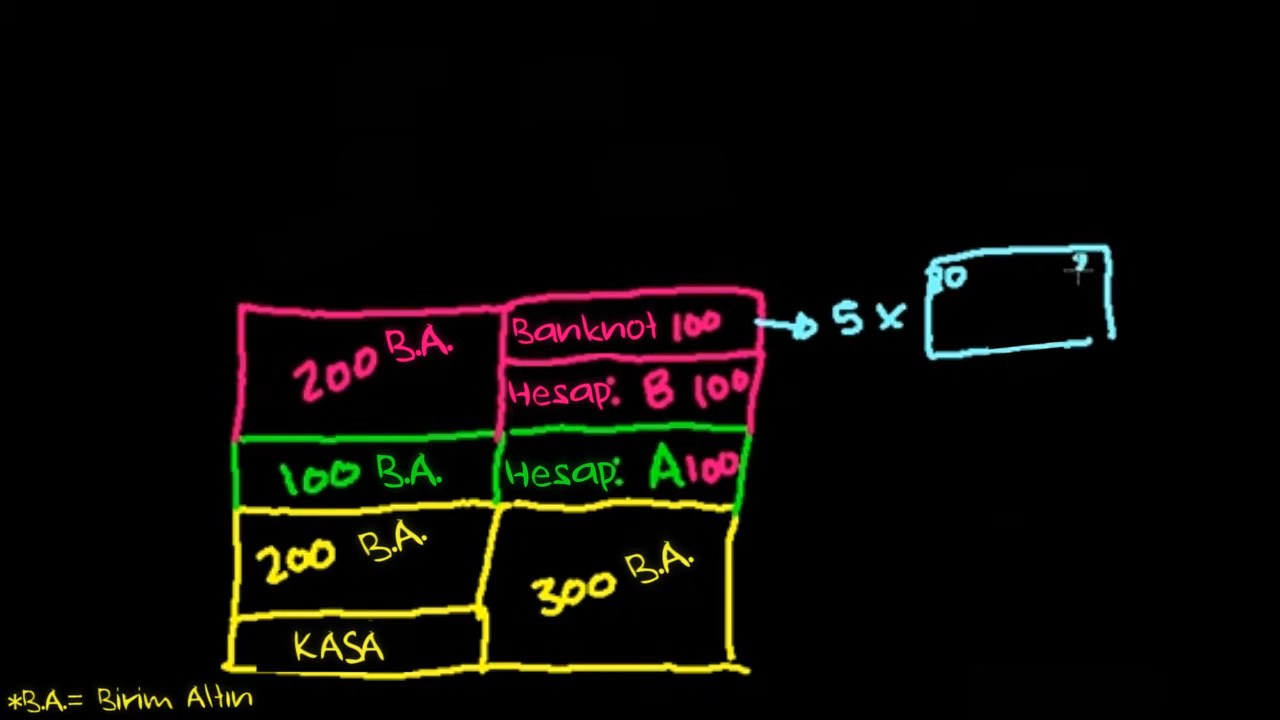 200 B.A.
Banknot 100
5 x
Hesap: B 100
100 B.A.
Hesap: A 100
200 B.A.
300 B.A.
KASA
*B.A.= Birim Altın